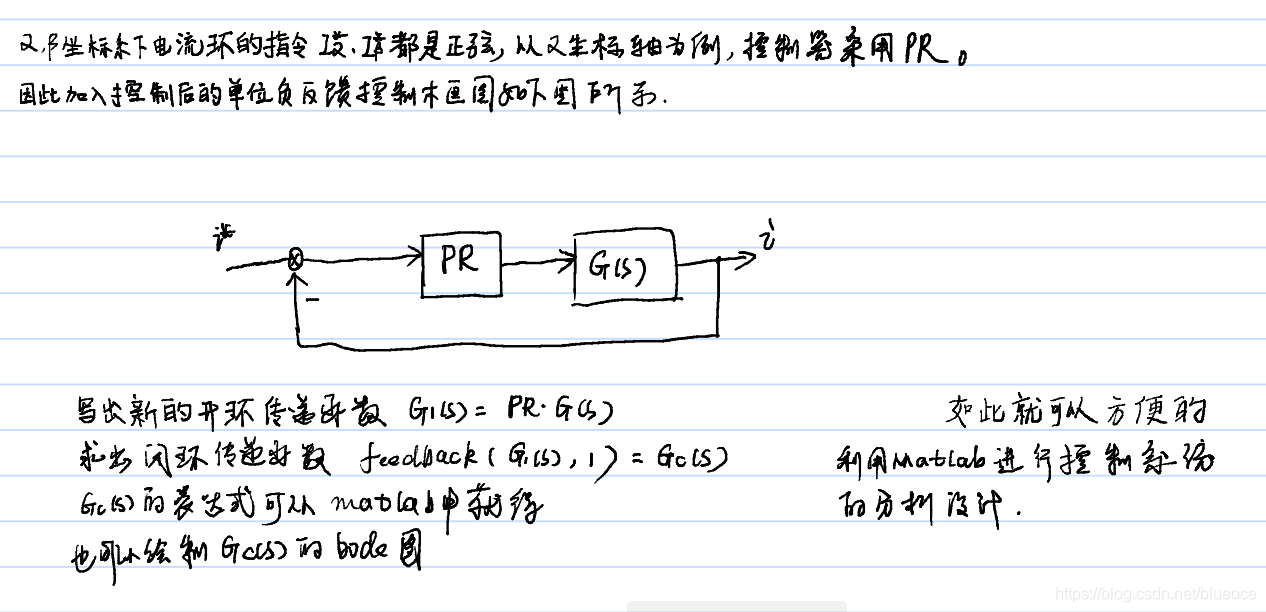 α,β坐标系下电流环的指令 iα*、iβ*都是正弦，从α坐标轴为例，控制器采用PR。
因此加入控制后的单位负反馈控制框图如下图所示.
i*
PR
G(s)
i
-
写出新的开环传递函数 G1(s) = PR·G(s)
求出闭环传递函数 feedback(G1(s),1) = Gc(s)
Gc(s)的表达式可以 matlab中获得
也可以绘制 Gc(s)的bode图
如此就可以方便的
利用Matlab进行控制系统
的分析设计.
https://blog.csdn.net/blueoce